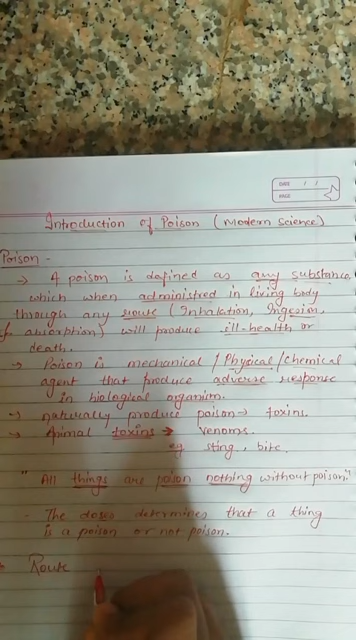 DATE / /
PAGE
Introduction of Poison (Modern Science)
Poison -
→ A poison is defined as any substance
which when administred in living body
through any route (Inhalation, Ingesion,
& absorption) will produce ill-health or
death.
→ Poison is mechanical / Physical / chemical
agent that produce adverse response
in biological organism.
→ naturally produce poison → toxins.
→ Animal toxins → venoms.
eg sting, bite.
"All things are poison nothing without poison."
- The doses determines that a thing
is a poison or not poison.
Route